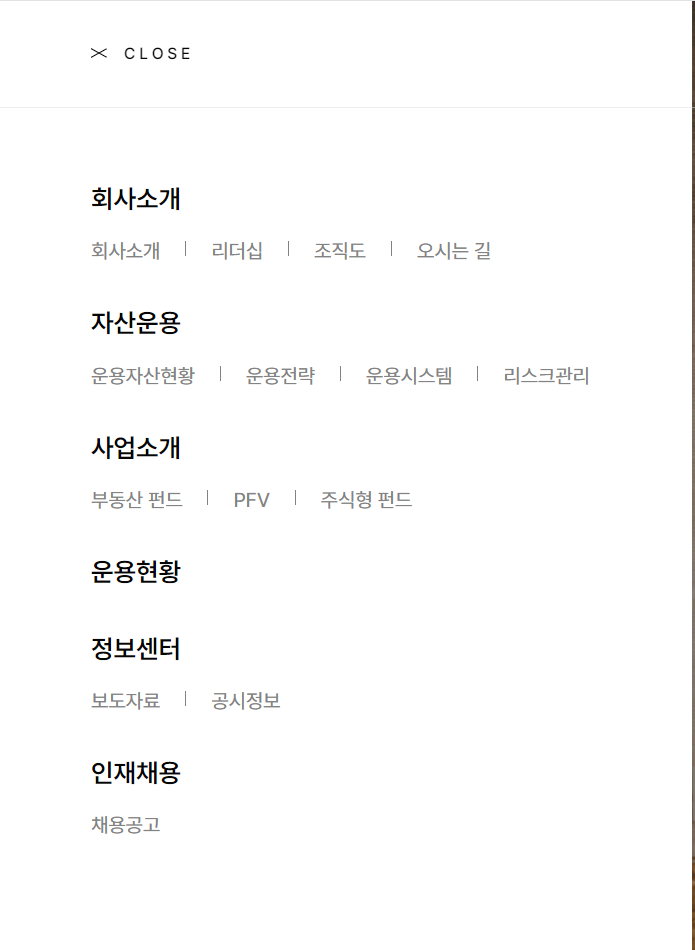 CLOSE
회사소개
회사소개 | 리더십 | 조직도 | 오시는 길
자산운용
운용자산현황 | 운용전략 | 운용시스템 | 리스크관리
사업소개
부동산 펀드 | PFV | 주식형 펀드
운용현황
정보센터
보도자료 | 공시정보
인재채용
채용공고